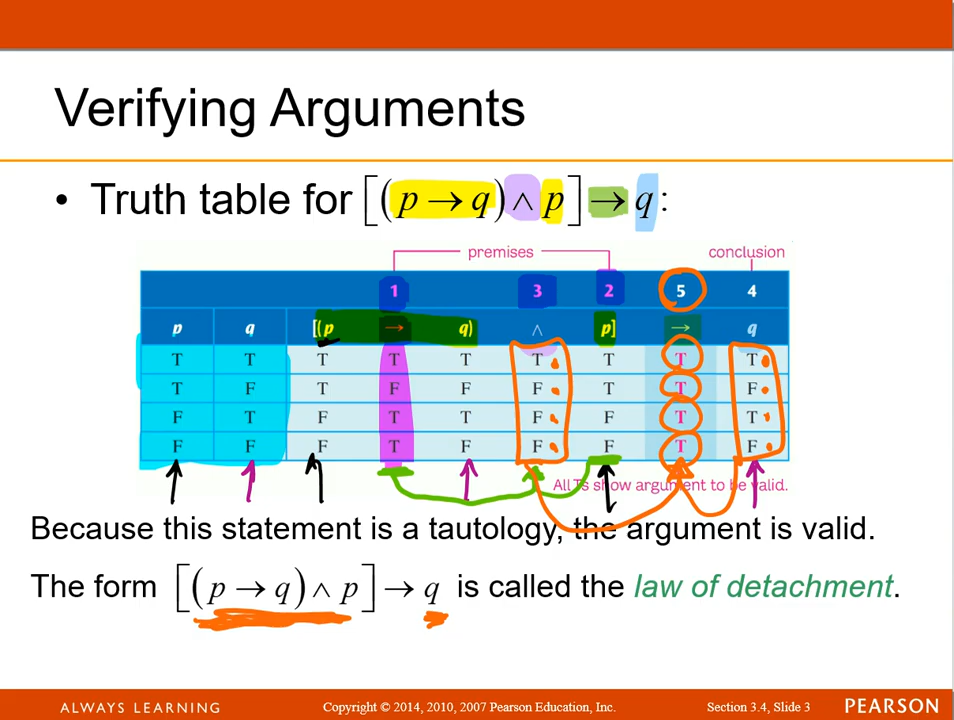 Verifying Arguments
• Truth table for [(p → q) ∧ p] → q :
premises conclusion
1 3 2 5 4
p q [(p → q) ∧ p] → q
T T T T T T T T T
T F T F F F T T F
F T F T T F F T T
F F F T F F F T F
All Ts show argument to be valid.
Because this statement is a tautology, the argument is valid.
The form [(p → q) ∧ p] → q is called the law of detachment.
ALWAYS LEARNING Copyright © 2014, 2010, 2007 Pearson Education, Inc. Section 3.4, Slide 3 PEARSON